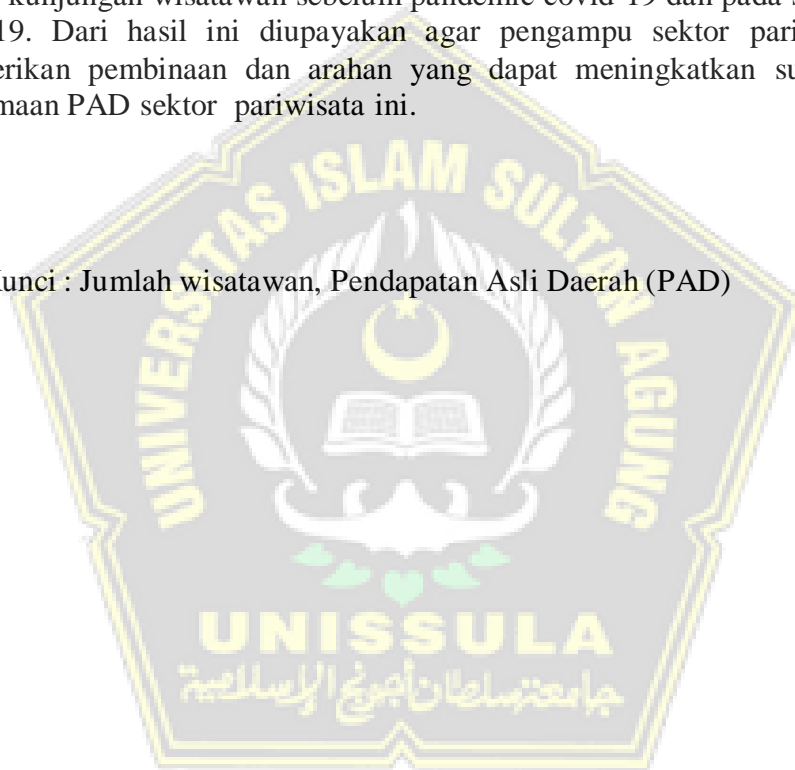 kunjungan wisatawan sebelum pandemic covid 19 dan pada s
19. Dari hasil ini diupayakan agar pengampu sektor pari
erikan pembinaan dan arahan yang dapat meningkatkan su
maan PAD sektor pariwisata ini.
UNIVERSITAS ISLAM SULTAN AGUNG
unci : Jumlah wisatawan, Pendapatan Asli Daerah (PAD)
UNISSULA
جامعتنسلطان أجونج الإسلامية